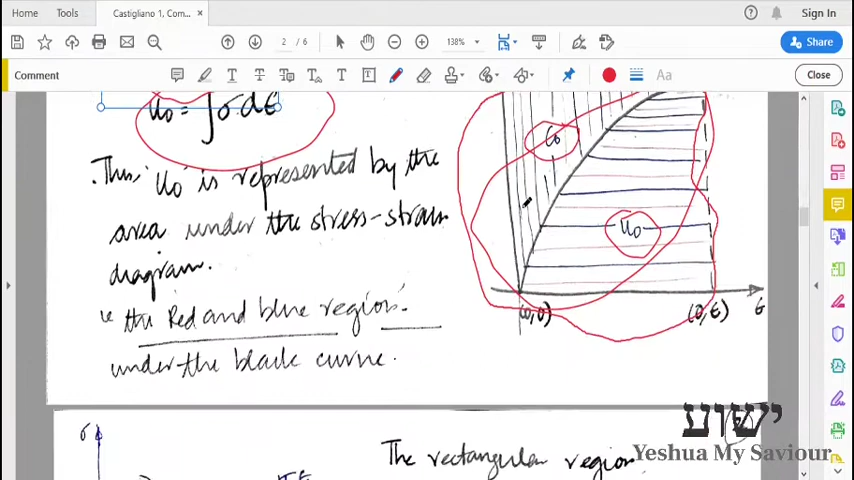 Home
Tools
Castigliano 1, Com...
×
Sign In
2 / 6
138%
Share
Comment
Close
u₀ = ∫σ.dϵ
. Thus, 'u₀' is represented by the
area under the stress-strain
diagram.
ie the Red and blue region.
under the black curve.
C₀
u₀
(0,0)
(0, ϵ)
ϵ
σ
The rectangular region
ישוע
Yeshua My Saviour